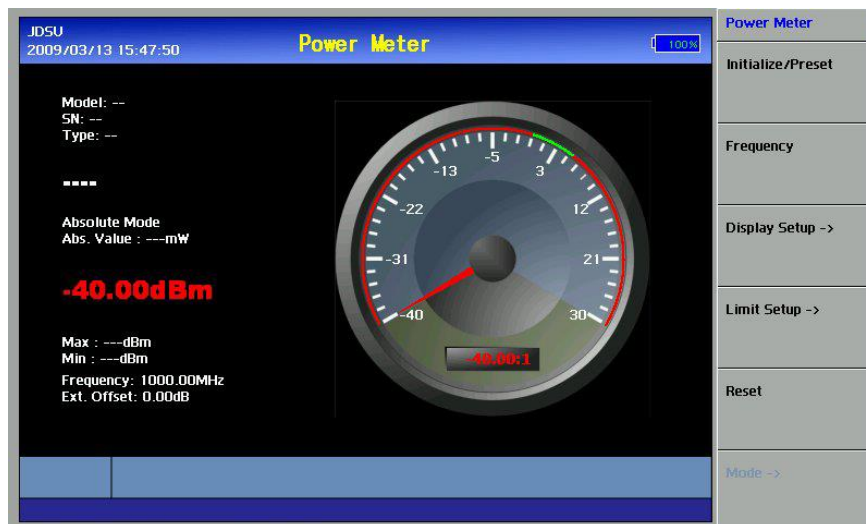 JDSU
2009/03/13 15:47:50
Power Meter
100%
Model: --
SN: --
Type: --
----
Absolute Mode
Abs. Value : ---mW
-40.00dBm
Max : ---dBm
Min : ---dBm
Frequency: 1000.00MHz
Ext. Offset: 0.00dB
-40
-31
-22
-13
-5
3
12
21
30
-40.00:1
Power Meter
Initialize/Preset
Frequency
Display Setup ->
Limit Setup ->
Reset
Mode ->